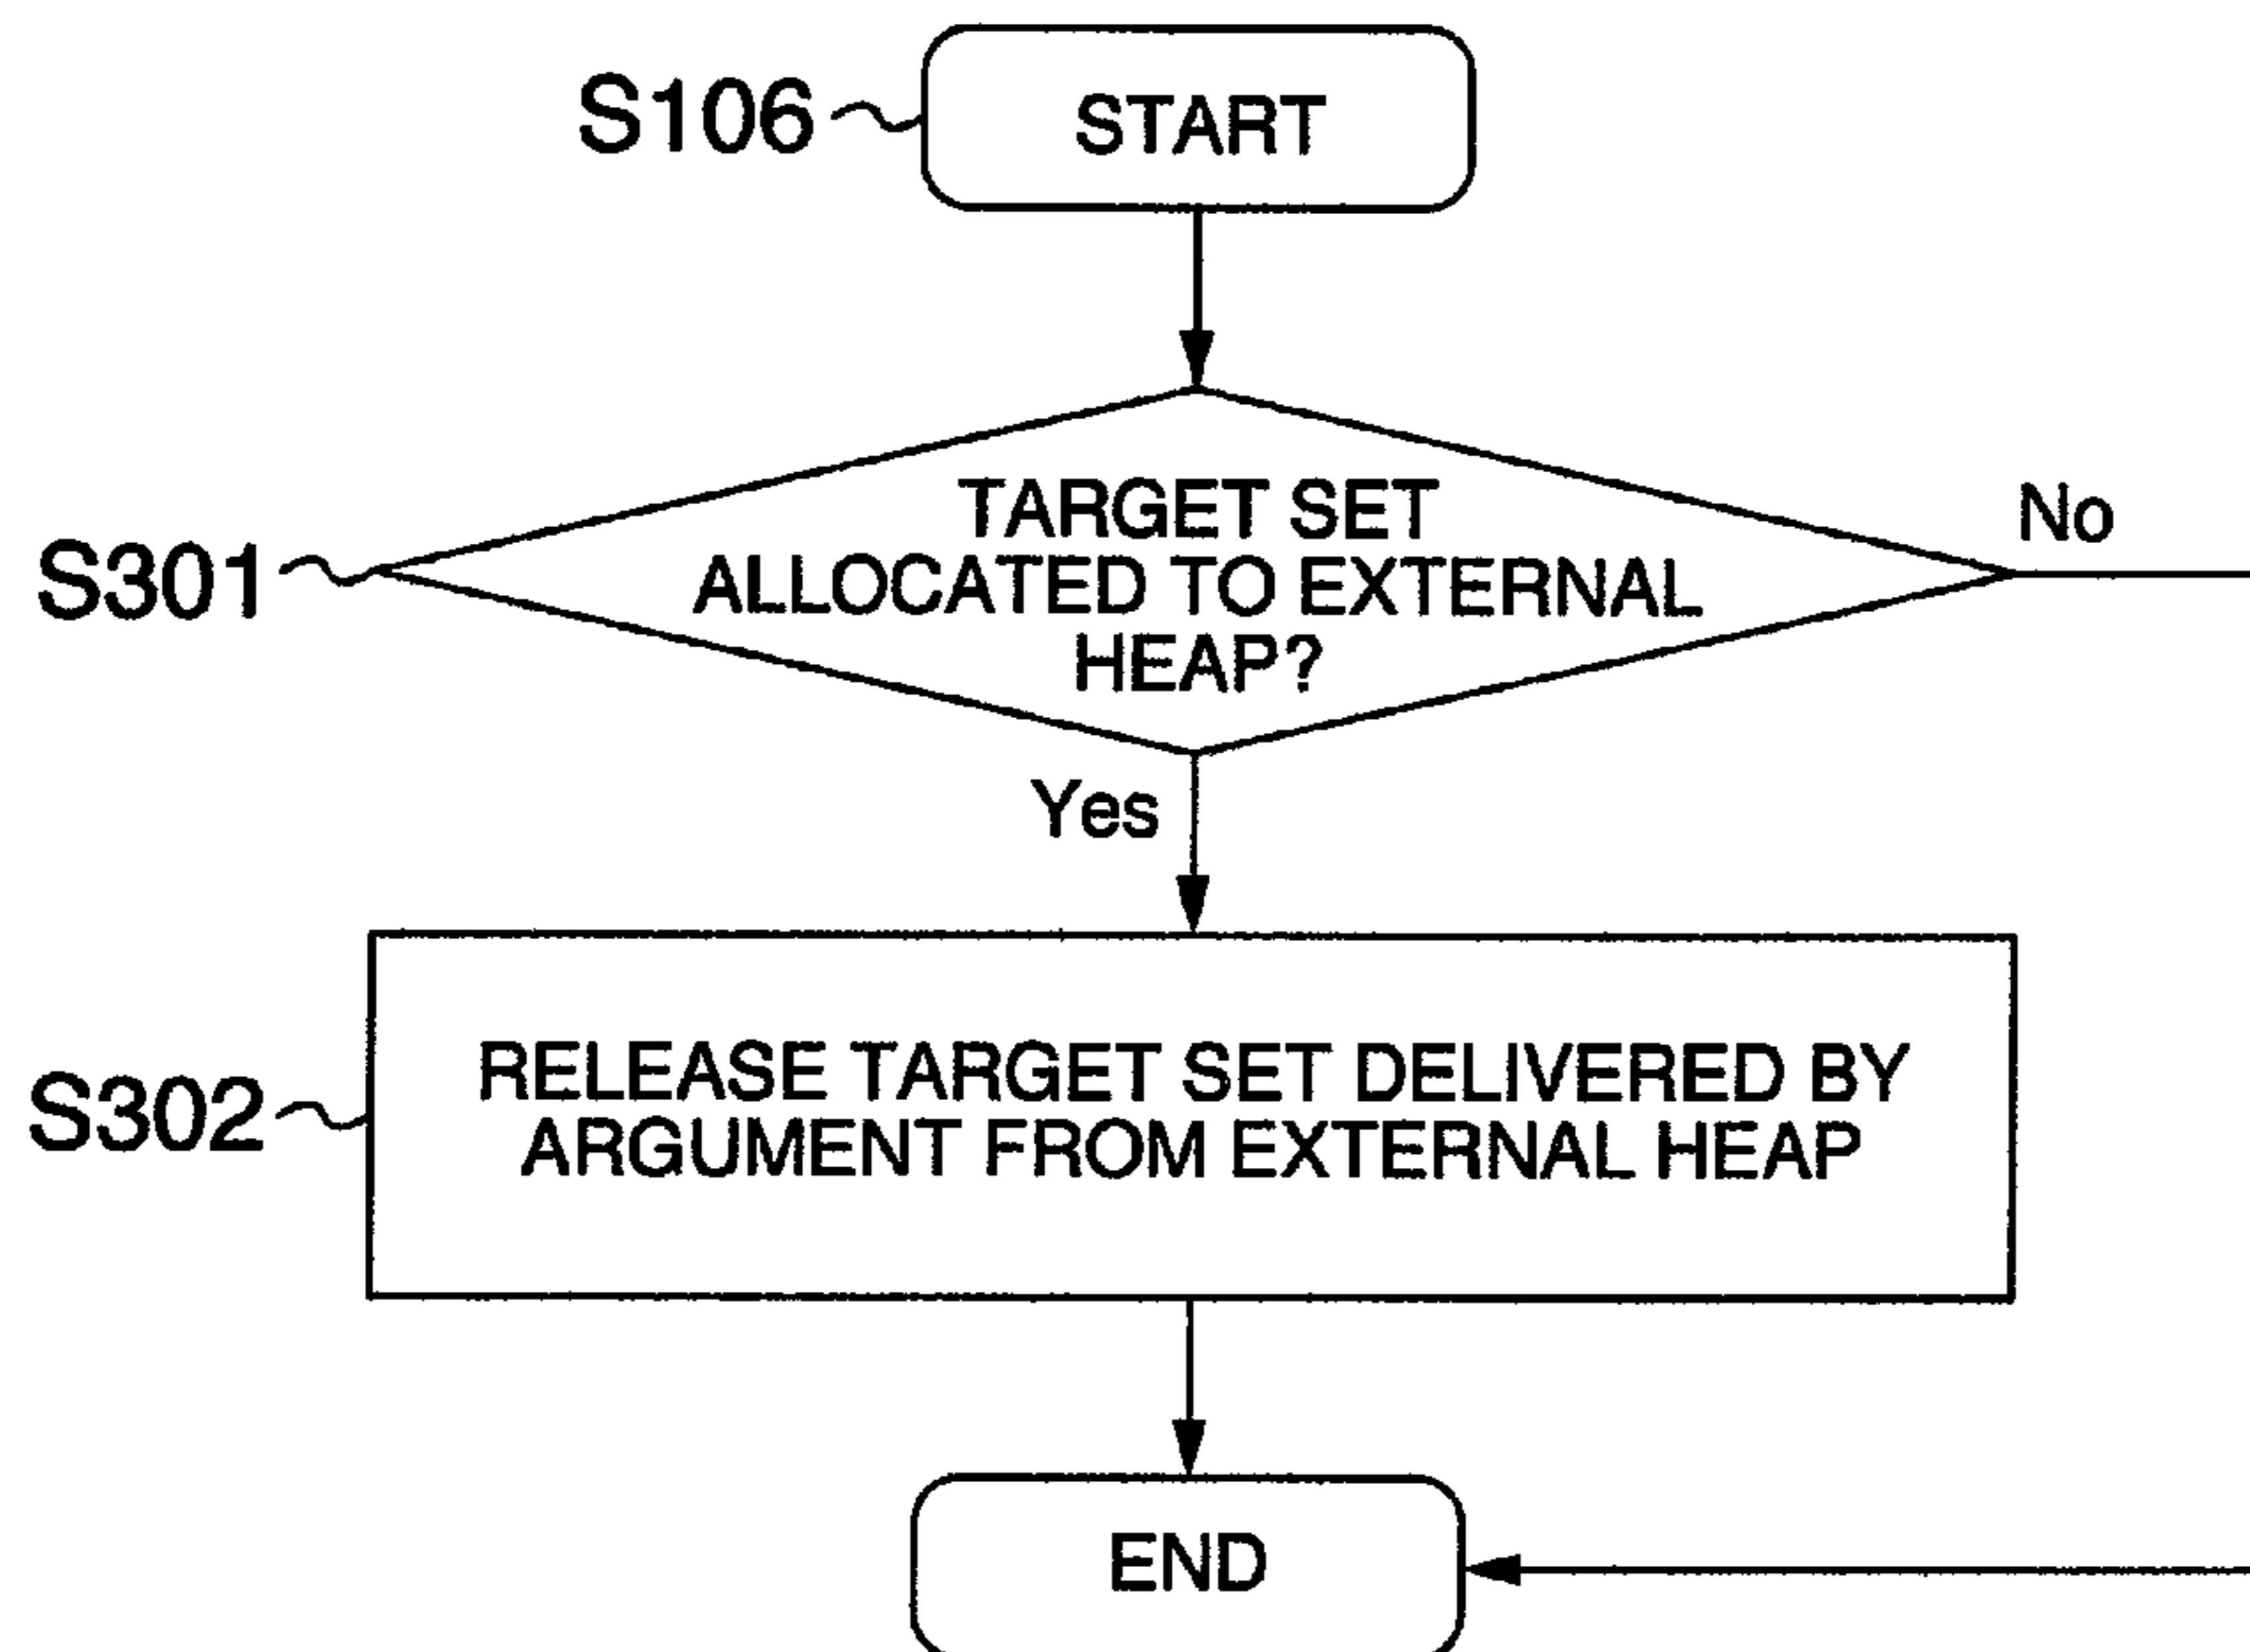 S106
START
TARGET SET
ALLOCATED TO EXTERNAL
HEAP?
No
S301
Yes
RELEASE TARGET SET DELIVERED BY
ARGUMENT FROM EXTERNAL HEAP
S302
END